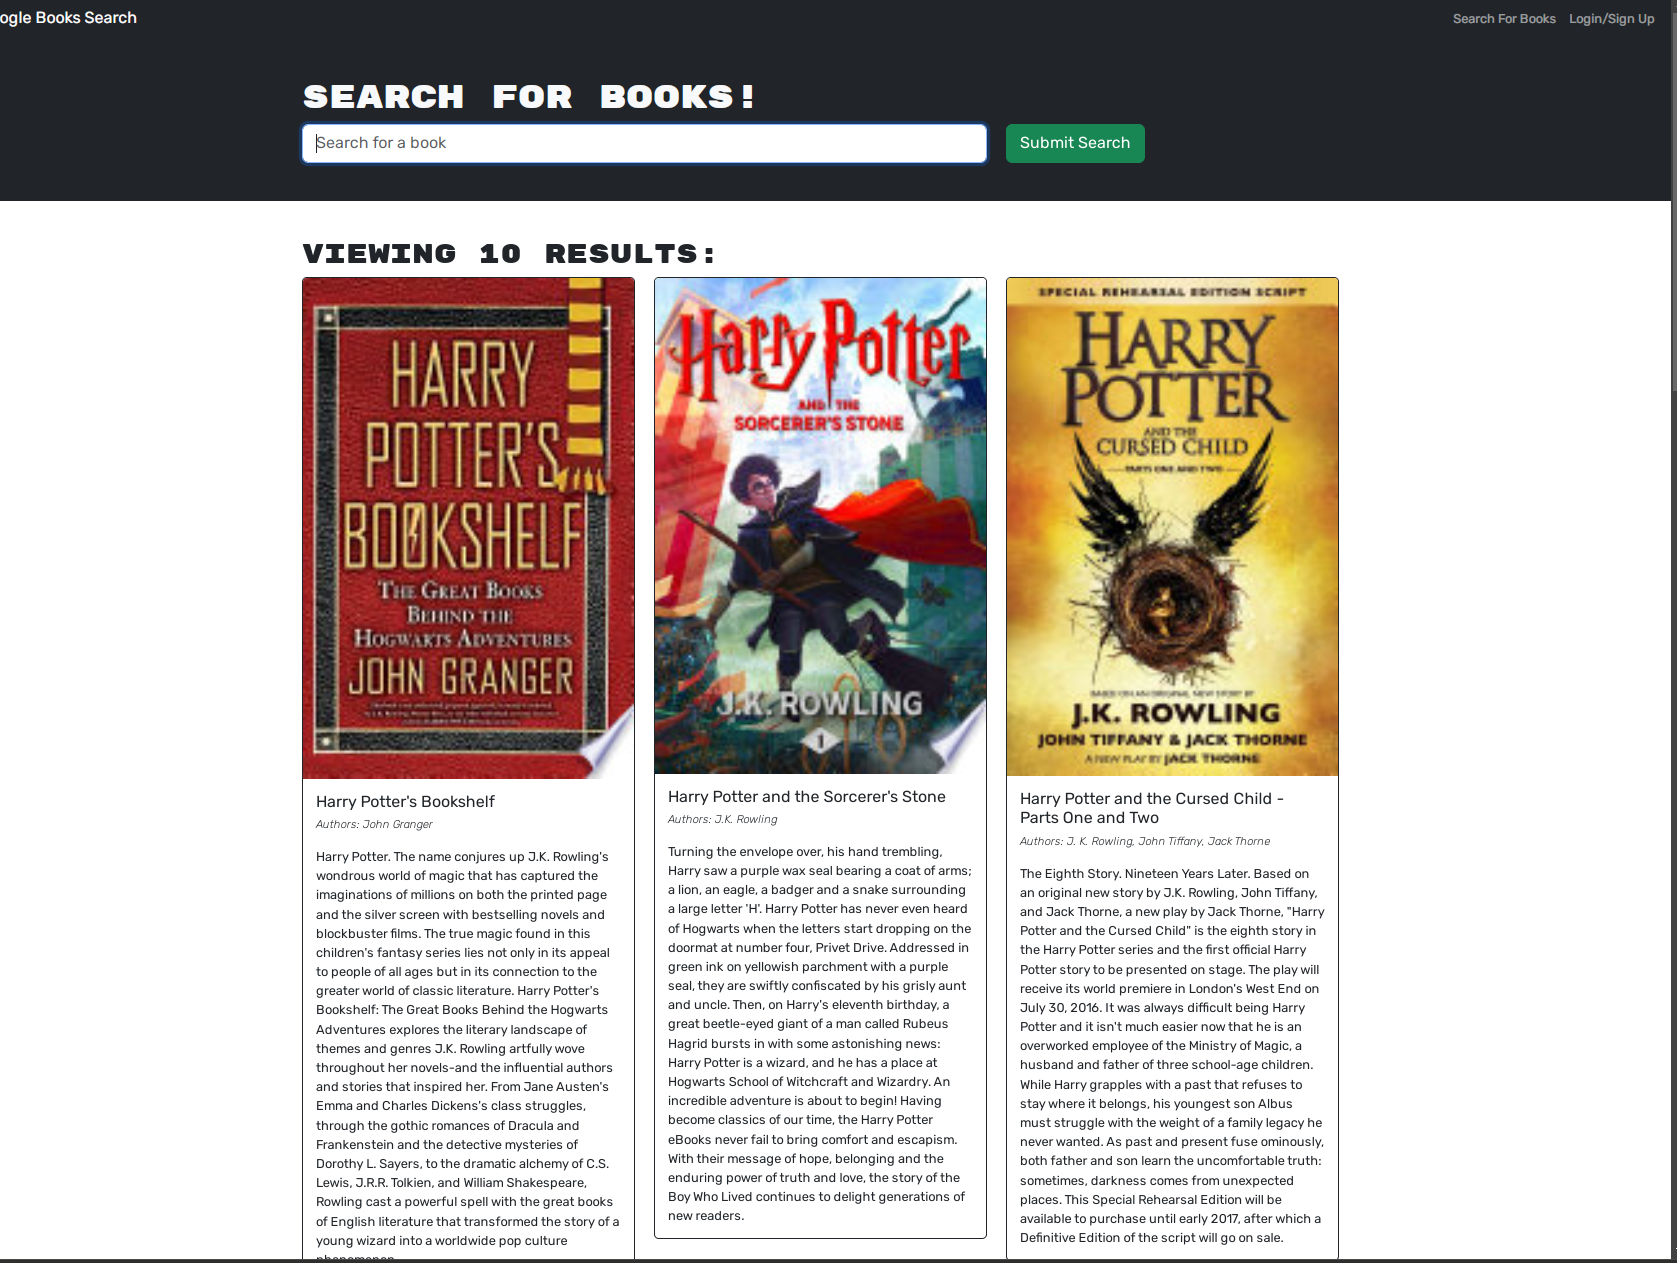 ogle Books Search
Search For Books
Login/Sign Up
SEARCH FOR BOOKS!
Search for a book
Submit Search
VIEWING 10 RESULTS:
HARRY
POTTER'S
BOOKSHELF
THE GREAT BOOKS
BEHIND THE
HOGWARTS ADVENTURES
JOHN GRANGER
Harry Potter's Bookshelf
Authors: John Granger
Harry Potter. The name conjures up J.K. Rowling's
wondrous world of magic that has captured the
imaginations of millions on both the printed page
and the silver screen with bestselling novels and
blockbuster films. The true magic found in this
children's fantasy series lies not only in its appeal
to people of all ages but in its connection to the
greater world of classic literature. Harry Potter's
Bookshelf: The Great Books Behind the Hogwarts
Adventures explores the literary landscape of
themes and genres J.K. Rowling artfully wove
throughout her novels-and the influential authors
and stories that inspired her. From Jane Austen's
Emma and Charles Dickens's class struggles,
through the gothic romances of Dracula and
Frankenstein and the detective mysteries of
Dorothy L. Sayers, to the dramatic alchemy of C.S.
Lewis, J.R.R. Tolkien, and William Shakespeare,
Rowling cast a powerful spell with the great books
of English literature that transformed the story of a
young wizard into a worldwide pop culture
phenomenon.
Harry Potter
AND THE
SORCERER'S STONE
J.K. ROWLING
1
Harry Potter and the Sorcerer's Stone
Authors: J.K. Rowling
Turning the envelope over, his hand trembling,
Harry saw a purple wax seal bearing a coat of arms;
a lion, an eagle, a badger and a snake surrounding
a large letter 'H'. Harry Potter has never even heard
of Hogwarts when the letters start dropping on the
doormat at number four, Privet Drive. Addressed in
green ink on yellowish parchment with a purple
seal, they are swiftly confiscated by his grisly aunt
and uncle. Then, on Harry's eleventh birthday, a
great beetle-eyed giant of a man called Rubeus
Hagrid bursts in with some astonishing news:
Harry Potter is a wizard, and he has a place at
Hogwarts School of Witchcraft and Wizardry. An
incredible adventure is about to begin! Having
become classics of our time, the Harry Potter
eBooks never fail to bring comfort and escapism.
With their message of hope, belonging and the
enduring power of truth and love, the story of the
Boy Who Lived continues to delight generations of
new readers.
SPECIAL REHEARSAL EDITION SCRIPT
HARRY
POTTER
AND THE
CURSED CHILD
PARTS ONE AND TWO
BASED ON AN ORIGINAL NEW STORY BY
J.K. ROWLING
JOHN TIFFANY & JACK THORNE
A NEW PLAY BY JACK THORNE
Harry Potter and the Cursed Child -
Parts One and Two
Authors: J. K. Rowling, John Tiffany, Jack Thorne
The Eighth Story. Nineteen Years Later. Based on
an original new story by J.K. Rowling, John Tiffany,
and Jack Thorne, a new play by Jack Thorne, "Harry
Potter and the Cursed Child" is the eighth story in
the Harry Potter series and the first official Harry
Potter story to be presented on stage. The play will
receive its world premiere in London's West End on
July 30, 2016. It was always difficult being Harry
Potter and it isn't much easier now that he is an
overworked employee of the Ministry of Magic, a
husband and father of three school-age children.
While Harry grapples with a past that refuses to
stay where it belongs, his youngest son Albus
must struggle with the weight of a family legacy he
never wanted. As past and present fuse ominously,
both father and son learn the uncomfortable truth:
sometimes, darkness comes from unexpected
places. This Special Rehearsal Edition will be
available to purchase until early 2017, after which a
Definitive Edition of the script will go on sale.